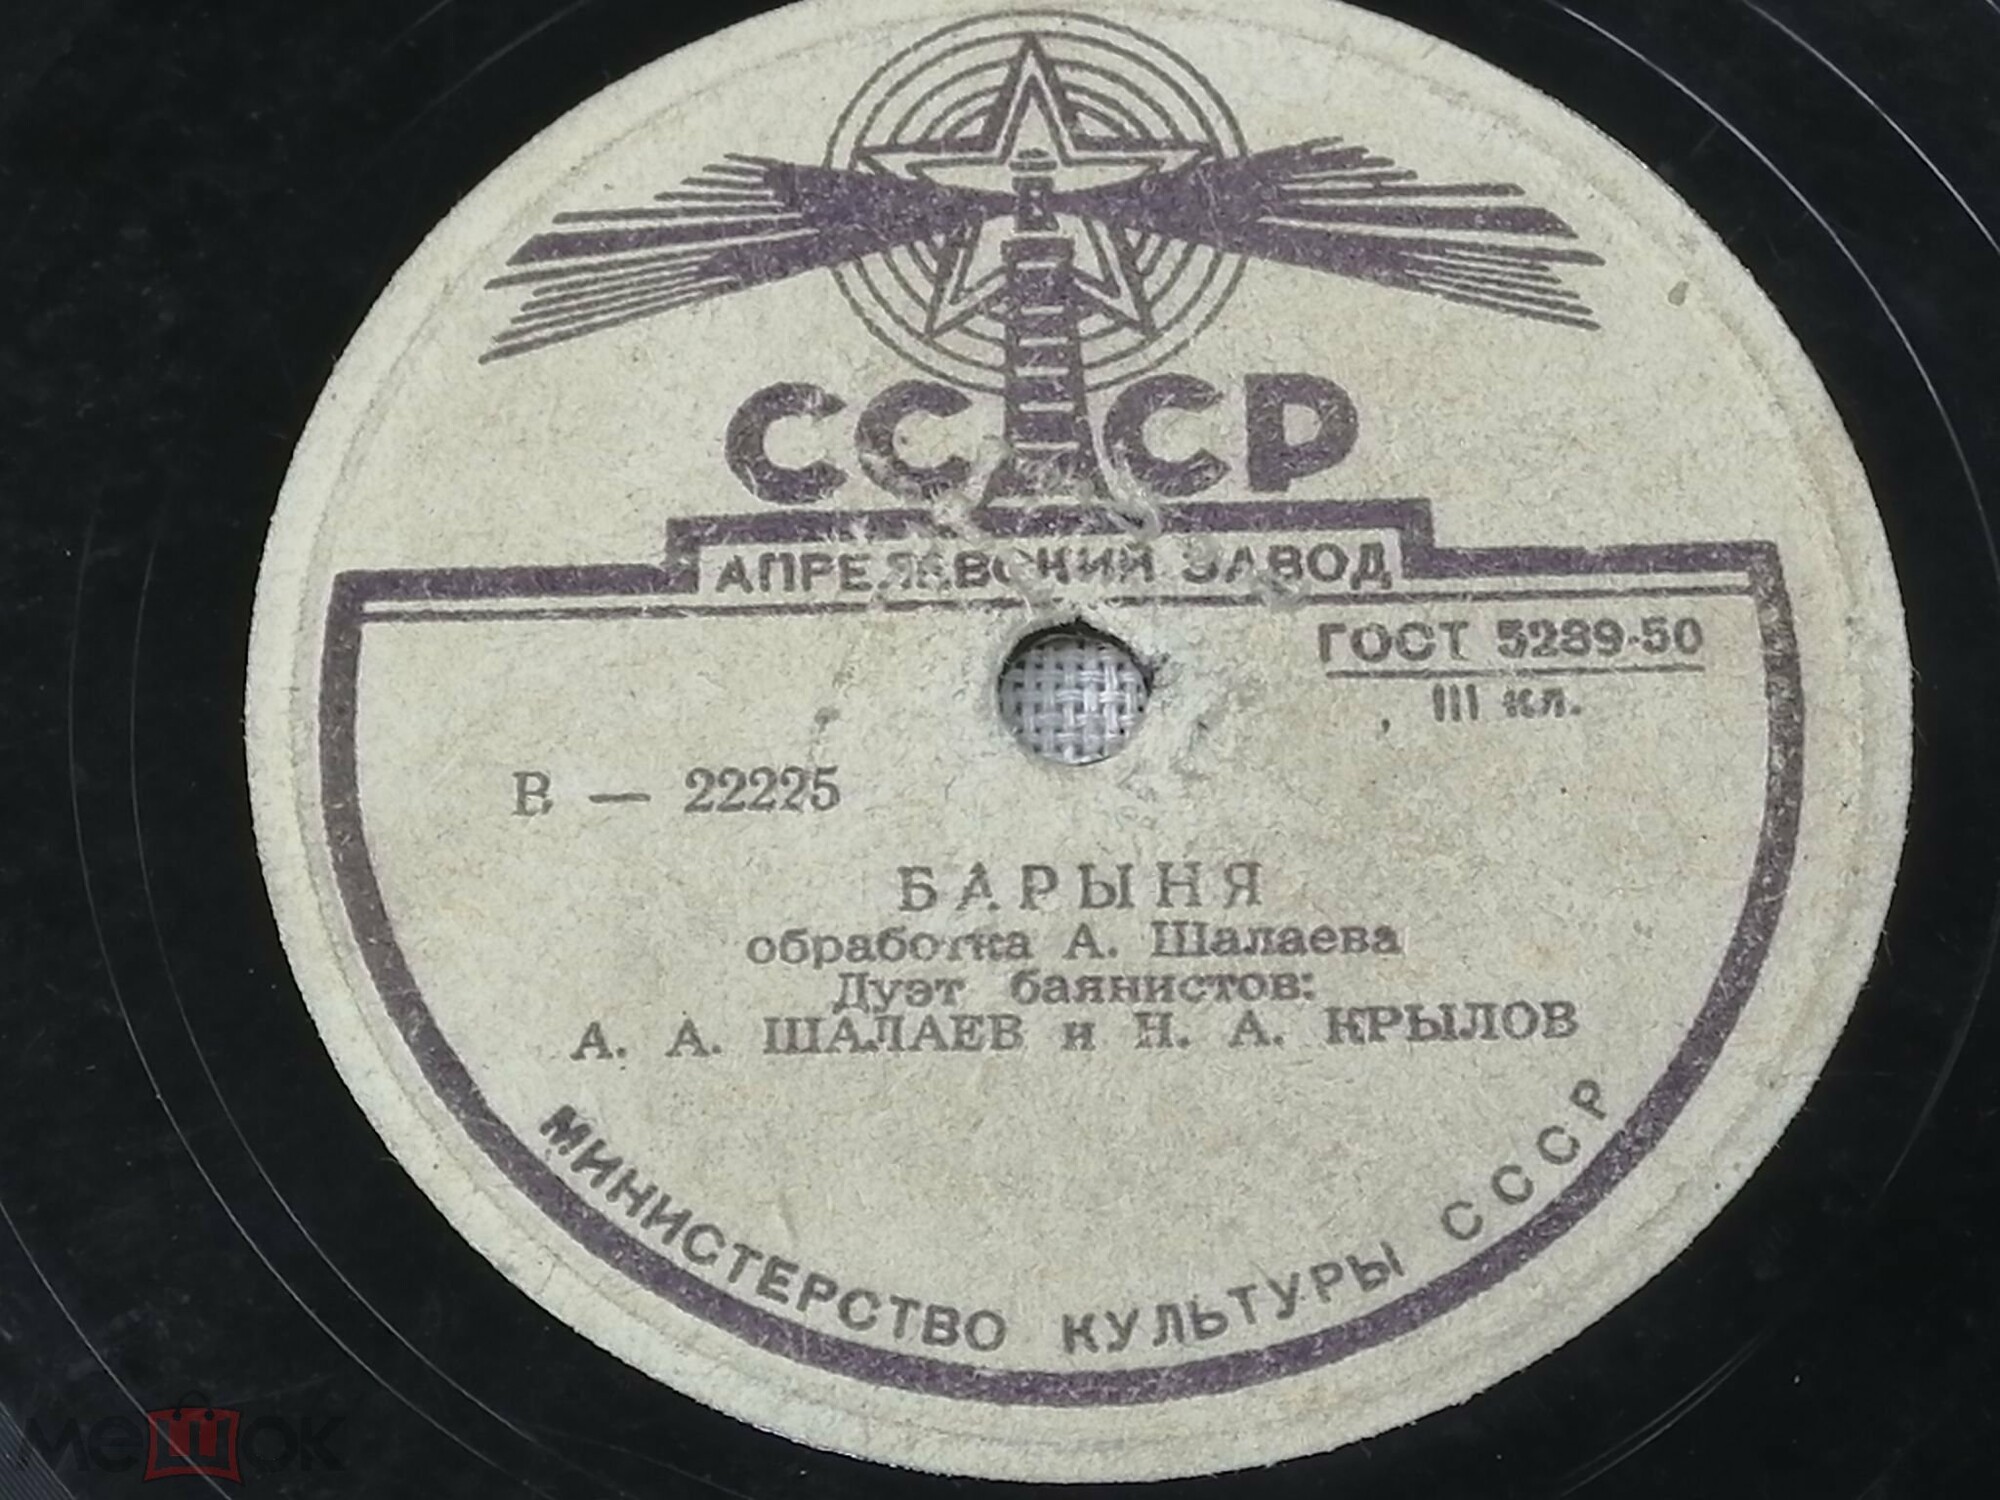 СССР
АПРЕЛЕВСКИЙ ЗАВОД
ГОСТ 5289-50
III кл.
В — 22225
БАРЫНЯ
обработка А. Шалаева
Дуэт баянистов:
А. А. ШАЛАЕВ и Н. А. КРЫЛОВ
МИНИСТЕРСТВО КУЛЬТУРЫ СССР
мешок